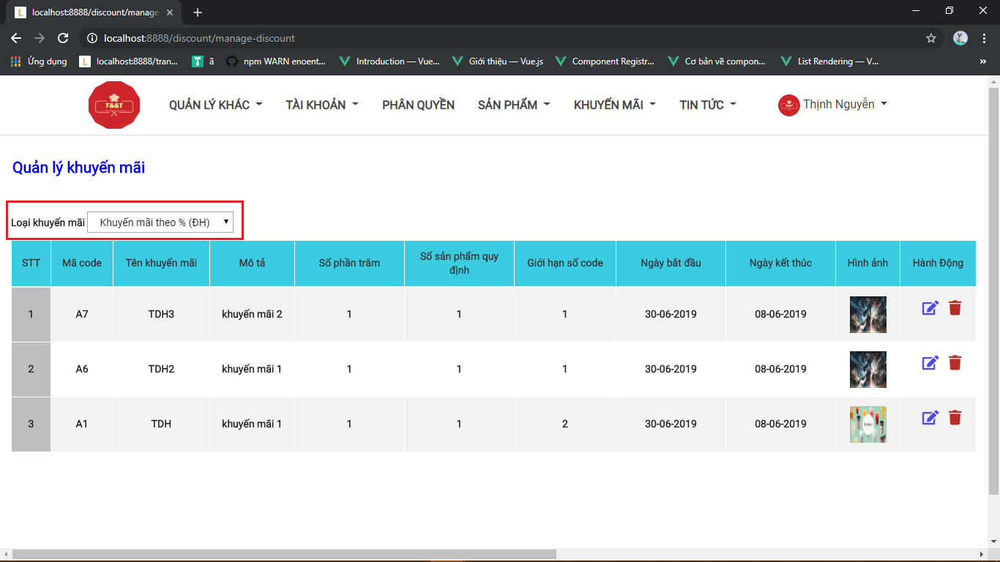 localhost:8888/discount/manage
localhost:8888/discount/manage-discount
Ứng dụng
localhost:8888/tran...
ã
npm WARN enoent...
Introduction — Vue...
Giới thiệu — Vue.js
Component Registr...
Cơ bản về compon...
List Rendering — V...
»
T&&T
QUẢN LÝ KHÁC
TÀI KHOẢN
PHÂN QUYỀN
SẢN PHẨM
KHUYẾN MÃI
TIN TỨC
Thịnh Nguyễn
Quản lý khuyến mãi
Loại khuyến mãi Khuyến mãi theo % (ĐH)
STT Mã code Tên khuyến mãi Mô tả Số phần trăm Số sản phẩm quy định Giới hạn số code Ngày bắt đầu Ngày kết thúc Hình ảnh Hành Động
1 A7 TDH3 khuyến mãi 2 1 1 1 30-06-2019 08-06-2019
2 A6 TDH2 khuyến mãi 1 1 1 1 30-06-2019 08-06-2019
3 A1 TDH khuyến mãi 1 1 1 2 30-06-2019 08-06-2019